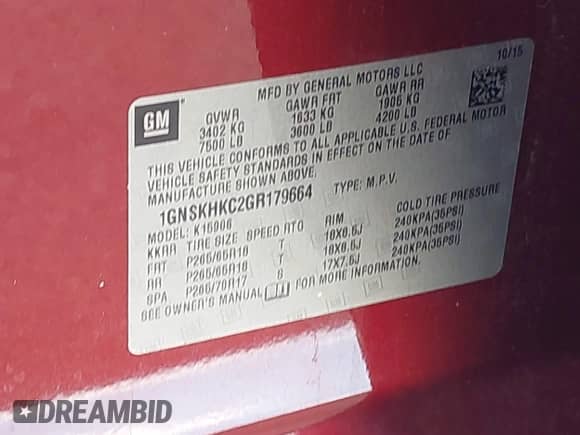 10/15
MFD BY GENERAL MOTORS LLC
GM
GVWR GAWR FRT GAWR RR
3402 KG 1633 KG 1905 KG
7500 LB 3600 LB 4200 LB
THIS VEHICLE CONFORMS TO ALL APPLICABLE U.S. FEDERAL MOTOR
VEHICLE SAFETY STANDARDS IN EFFECT ON THE DATE OF
MANUFACTURE SHOWN ABOVE.
1GNSKHKC2GR179664 TYPE: M.P.V.
MODEL: K15906
KKAR TIRE SIZE SPEED RTG RIM COLD TIRE PRESSURE
FRT P265/65R18 T 18X8.5J 240KPA(35PSI)
RR P265/65R18 T 18X8.5J 240KPA(35PSI)
SPA P265/70R17 S 17X7.5J 240KPA(35PSI)
SEE OWNER'S MANUAL FOR MORE INFORMATION.
DREAMBID